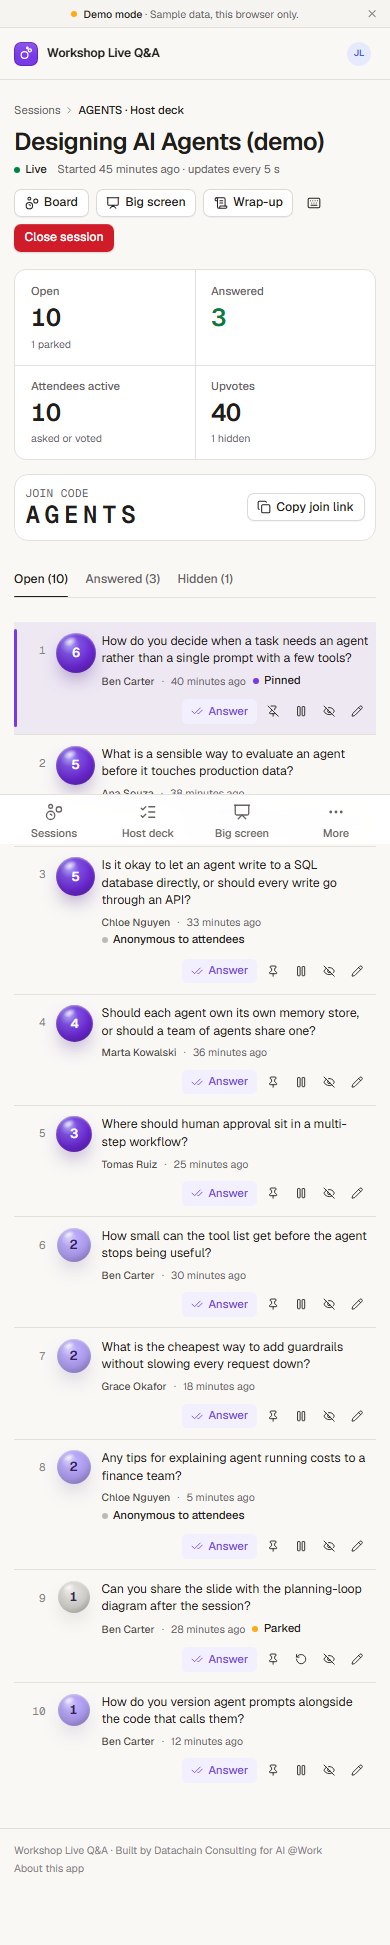 Demo mode · Sample data, this browser only.
Workshop Live Q&A
JL
Sessions > AGENTS · Host deck
Designing AI Agents (demo)
Live Started 45 minutes ago · updates every 5 s
Board Big screen Wrap-up
Close session
Open Answered
10 3
1 parked
Attendees active Upvotes
10 40
asked or voted 1 hidden
JOIN CODE
AGENTS
Copy join link
Open (10) Answered (3) Hidden (1)
1 6 How do you decide when a task needs an agent
rather than a single prompt with a few tools?
Ben Carter · 40 minutes ago Pinned
Answer
2 5 What is a sensible way to evaluate an agent
before it touches production data?
Ana Souza · 38 minutes ago
Sessions Host deck Big screen More
3 5 Is it okay to let an agent write to a SQL
database directly, or should every write go
through an API?
Chloe Nguyen · 33 minutes ago
Anonymous to attendees
Answer
4 4 Should each agent own its own memory store,
or should a team of agents share one?
Marta Kowalski · 36 minutes ago
Answer
5 3 Where should human approval sit in a multi-
step workflow?
Tomas Ruiz · 25 minutes ago
Answer
6 2 How small can the tool list get before the agent
stops being useful?
Ben Carter · 30 minutes ago
Answer
7 2 What is the cheapest way to add guardrails
without slowing every request down?
Grace Okafor · 18 minutes ago
Answer
8 2 Any tips for explaining agent running costs to a
finance team?
Chloe Nguyen · 5 minutes ago
Anonymous to attendees
Answer
9 1 Can you share the slide with the planning-loop
diagram after the session?
Ben Carter · 28 minutes ago Parked
Answer
10 1 How do you version agent prompts alongside
the code that calls them?
Ben Carter · 12 minutes ago
Answer
Workshop Live Q&A · Built by Datachain Consulting for AI @Work
About this app